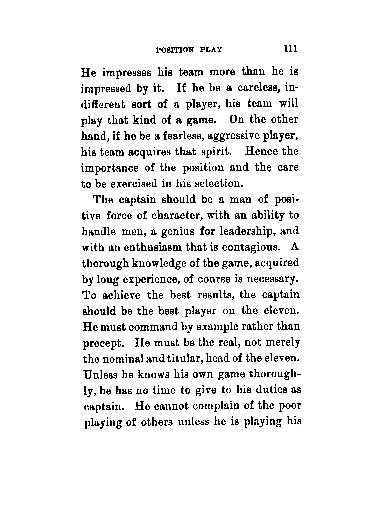 POSITION PLAY 111
He impresses his team more than he is
impressed by it. If he be a careless, in-
different sort of a player, his team will
play that kind of a game. On the other
hand, if he be a fearless, aggressive player,
his team acquires that spirit. Hence the
importance of the position and the care
to be exercised in his selection.
The captain should be a man of posi-
tive force of character, with an ability to
handle men, a genius for leadership, and
with an enthusiasm that is contagious. A
thorough knowledge of the game, acquired
by long experience, of course is necessary.
To achieve the best results, the captain
should be the best player on the eleven.
He must command by example rather than
precept. He must be the real, not merely
the nominal and titular, head of the eleven.
Unless he knows his own game thorough-
ly, he has no time to give to his duties as
captain. He cannot complain of the poor
playing of others unless he is playing his